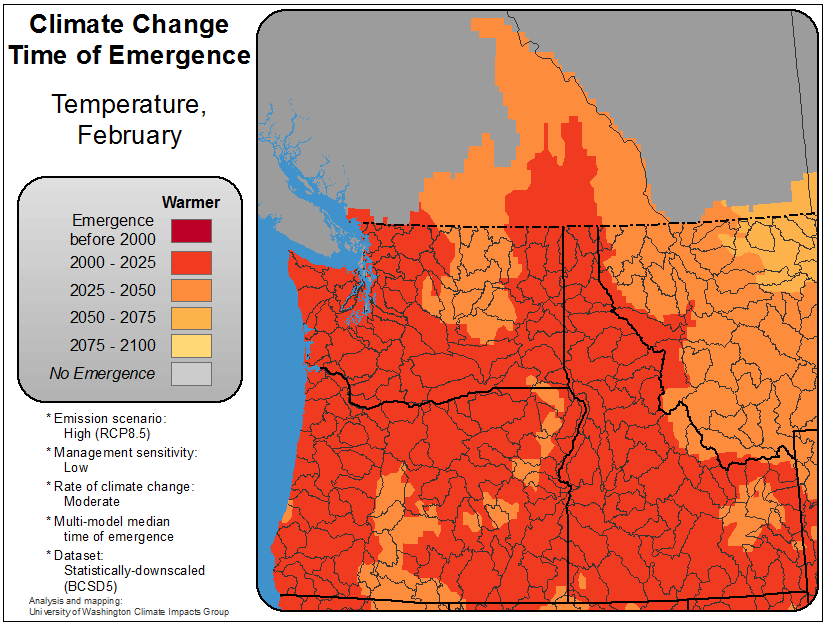 Climate Change
Time of Emergence
Temperature,
February
Warmer
Emergence
before 2000
2000 - 2025
2025 - 2050
2050 - 2075
2075 - 2100
No Emergence
* Emission scenario:
High (RCP8.5)
* Management sensitivity:
Low
* Rate of climate change:
Moderate
* Multi-model median
time of emergence
* Dataset:
Statistically-downscaled
(BCSD5)
Analysis and mapping:
University of Washington Climate Impacts Group